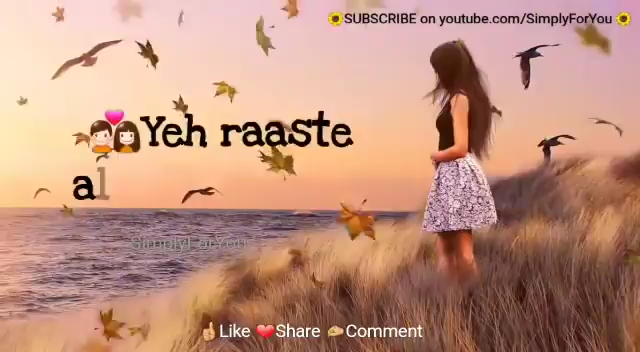 🌻SUBSCRIBE on youtube.com/SimplyForYou 🌻
💑Yeh raaste
al
SimplyForYou
👍Like ❤️Share ✍️Comment